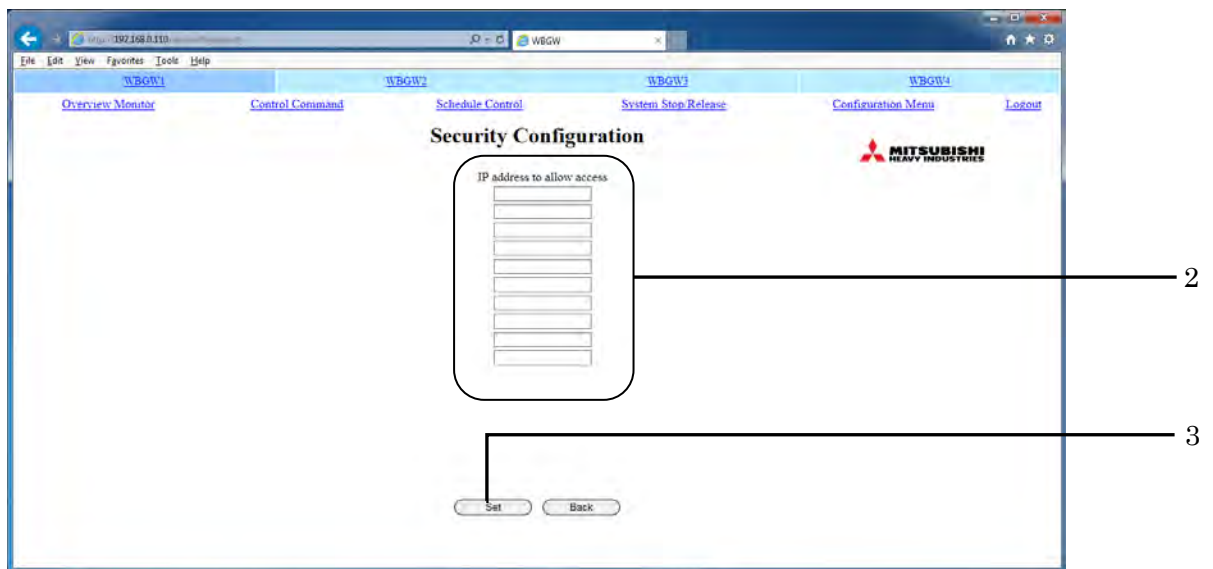 192.168.0.110
WBGW
File Edit View Favorites Tools Help
WBGW1 WBGW2 WBGW3 WBGW4
Overview Monitor Control Command Schedule Control System Stop/Release Configuration Menu Logout
Security Configuration
MITSUBISHI
HEAVY INDUSTRIES
IP address to allow access
2
3
Set Back